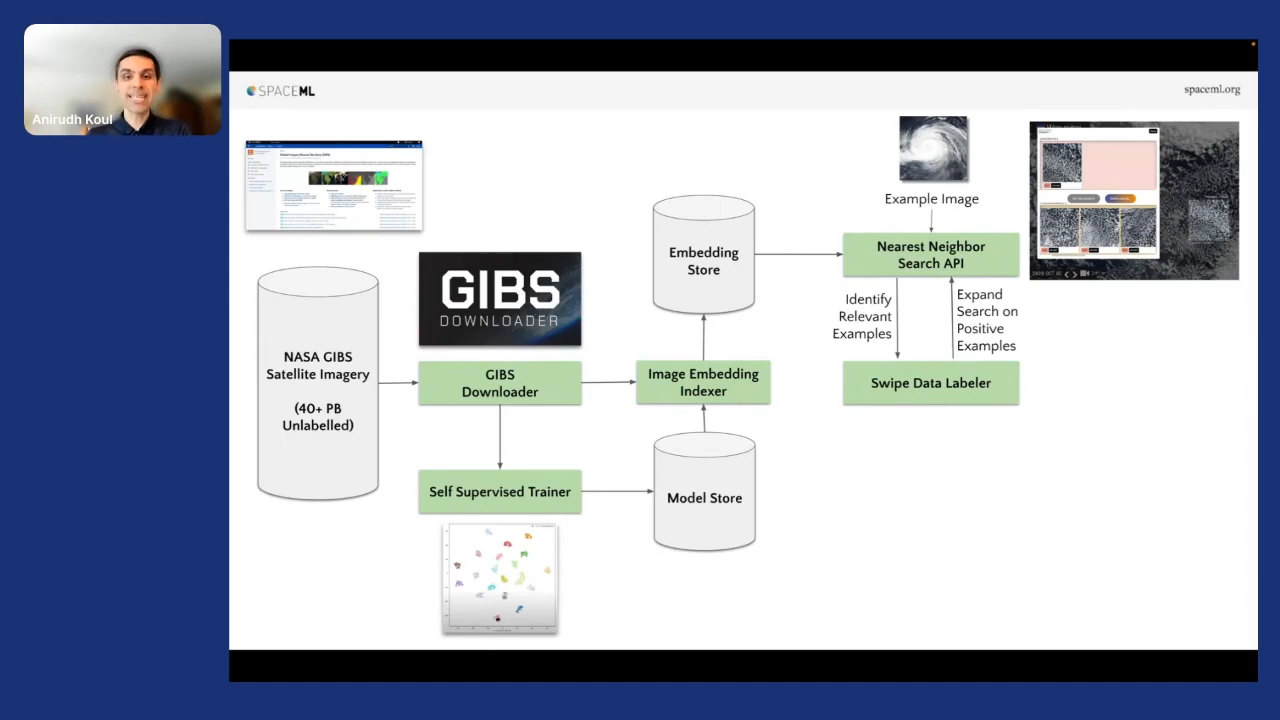 Anirudh Koul
SPACEML
spaceml.org
GIBS
DOWNLOADER
NASA GIBS
Satellite Imagery
(40+ PB
Unlabelled)
GIBS
Downloader
Self Supervised Trainer
Image Embedding
Indexer
Embedding
Store
Model Store
Example Image
Nearest Neighbor
Search API
Identify
Relevant
Examples
Expand
Search on
Positive
Examples
Swipe Data Labeler